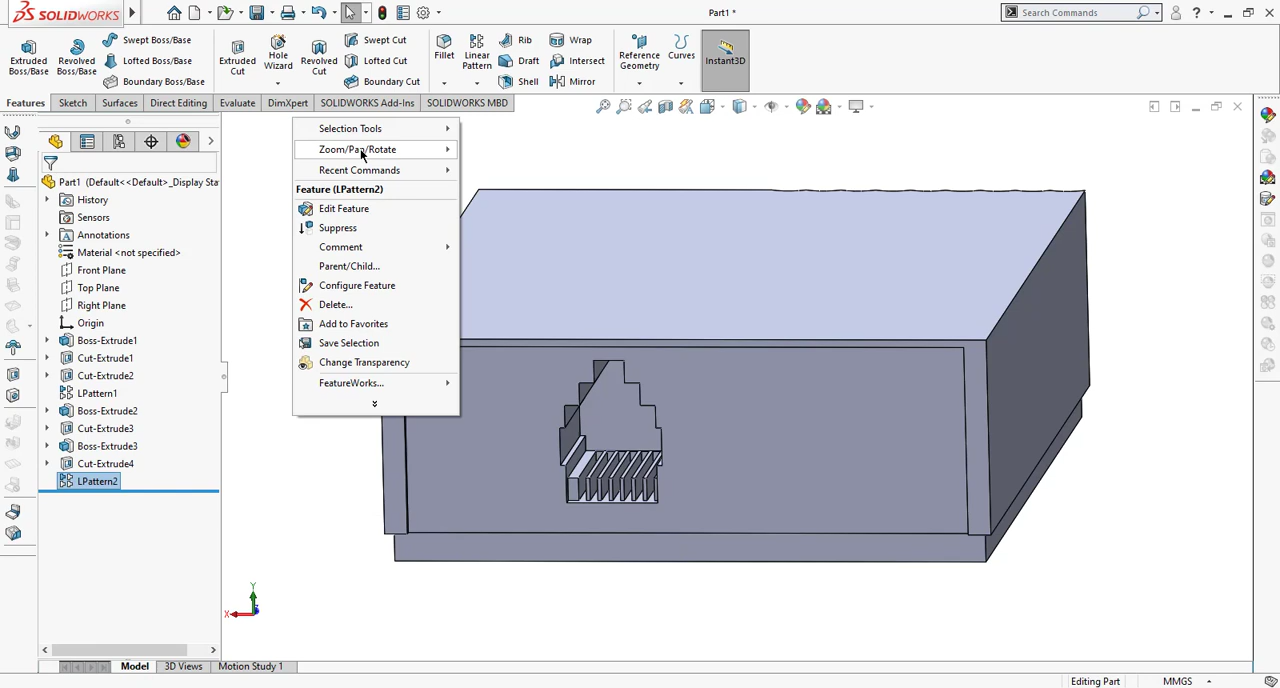 SOLIDWORKS
Part1 *
Search Commands
Extruded Boss/Base
Revolved Boss/Base
Swept Boss/Base
Lofted Boss/Base
Boundary Boss/Base
Extruded Cut
Hole Wizard
Revolved Cut
Swept Cut
Lofted Cut
Boundary Cut
Fillet
Linear Pattern
Rib
Draft
Shell
Wrap
Intersect
Mirror
Reference Geometry
Curves
Instant3D
Features
Sketch
Surfaces
Direct Editing
Evaluate
DimXpert
SOLIDWORKS Add-Ins
SOLIDWORKS MBD
Part1 (Default<<Default>_Display Sta
History
Sensors
Annotations
Material <not specified>
Front Plane
Top Plane
Right Plane
Origin
Boss-Extrude1
Cut-Extrude1
Cut-Extrude2
LPattern1
Boss-Extrude2
Cut-Extrude3
Boss-Extrude3
Cut-Extrude4
LPattern2
Selection Tools
Zoom/Pan/Rotate
Recent Commands
Feature (LPattern2)
Edit Feature
Suppress
Comment
Parent/Child...
Configure Feature
Delete...
Add to Favorites
Save Selection
Change Transparency
FeatureWorks...
Y
X
Model
3D Views
Motion Study 1
Editing Part
MMGS